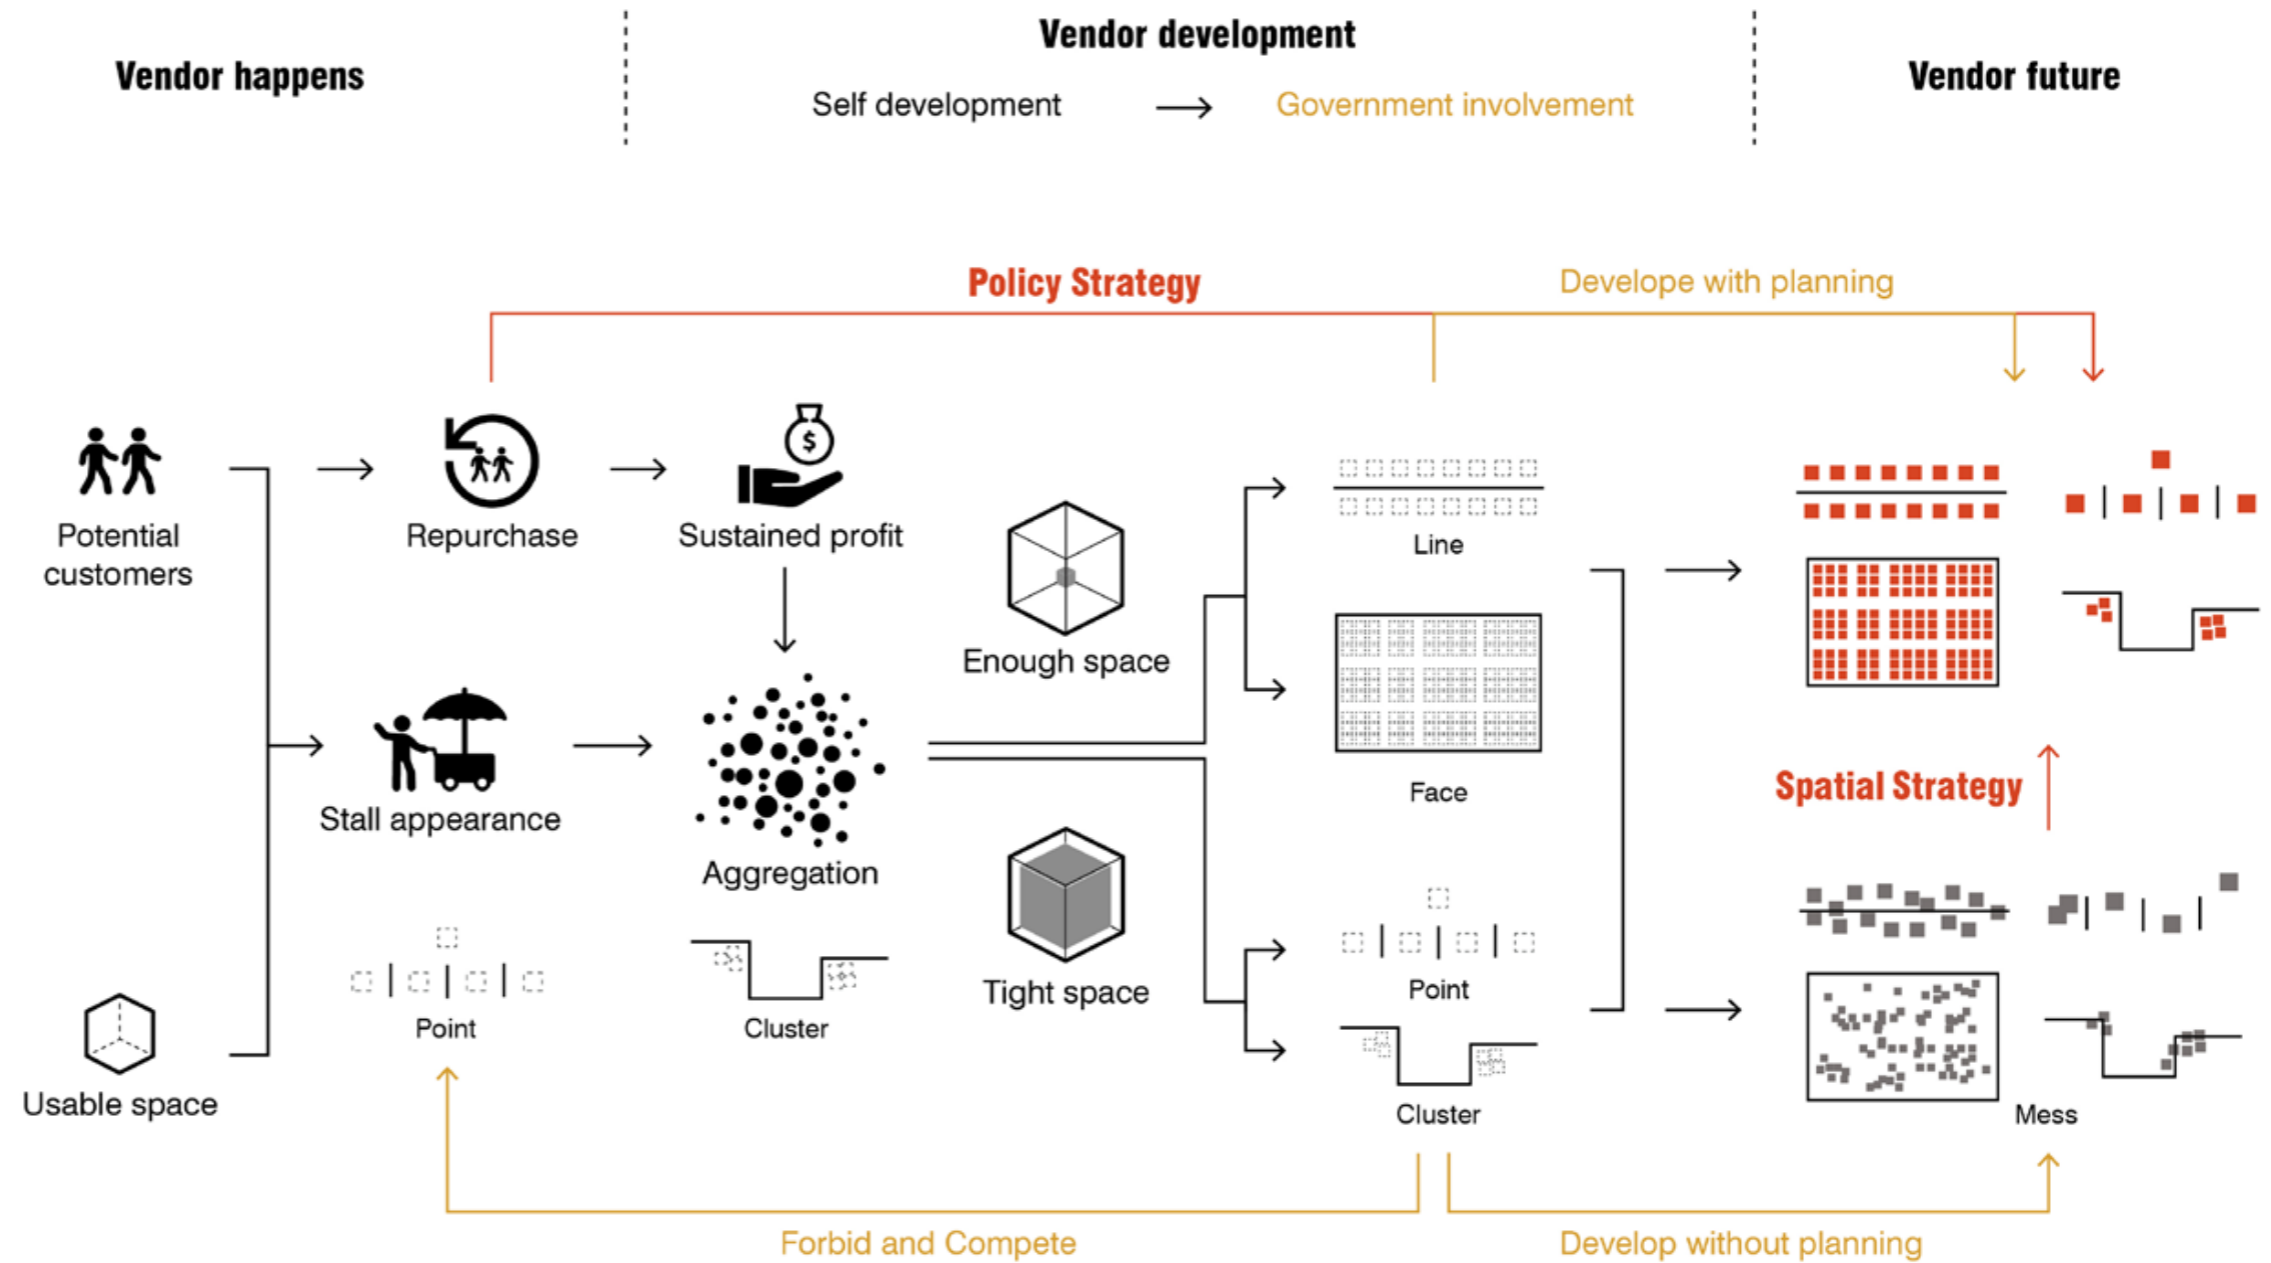 Vendor happens
Vendor development
Self development
Government involvement
Vendor future
Policy Strategy
Develope with planning
Potential
customers
Repurchase
$
Sustained profit
Enough space
Line
Stall appearance
Face
Spatial Strategy
Aggregation
Tight space
Point
Point
Cluster
Usable space
Cluster
Mess
Forbid and Compete
Develop without planning